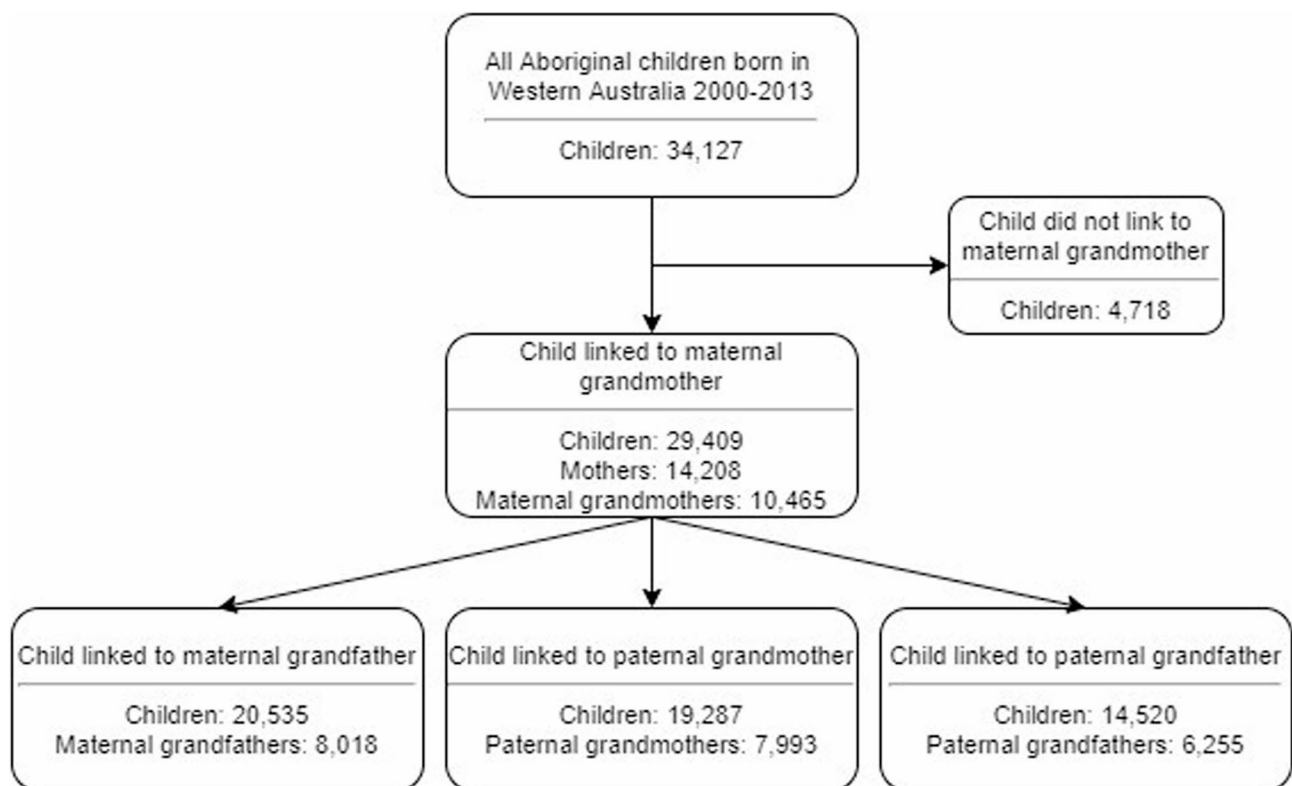 All Aboriginal children born in
Western Australia 2000-2013
Children: 34,127
Child did not link to
maternal grandmother
Children: 4,718
Child linked to maternal
grandmother
Children: 29,409
Mothers: 14,208
Maternal grandmothers: 10,465
Child linked to maternal grandfather
Children: 20,535
Maternal grandfathers: 8,018
Child linked to paternal grandmother
Children: 19,287
Paternal grandmothers: 7,993
Child linked to paternal grandfather
Children: 14,520
Paternal grandfathers: 6,255